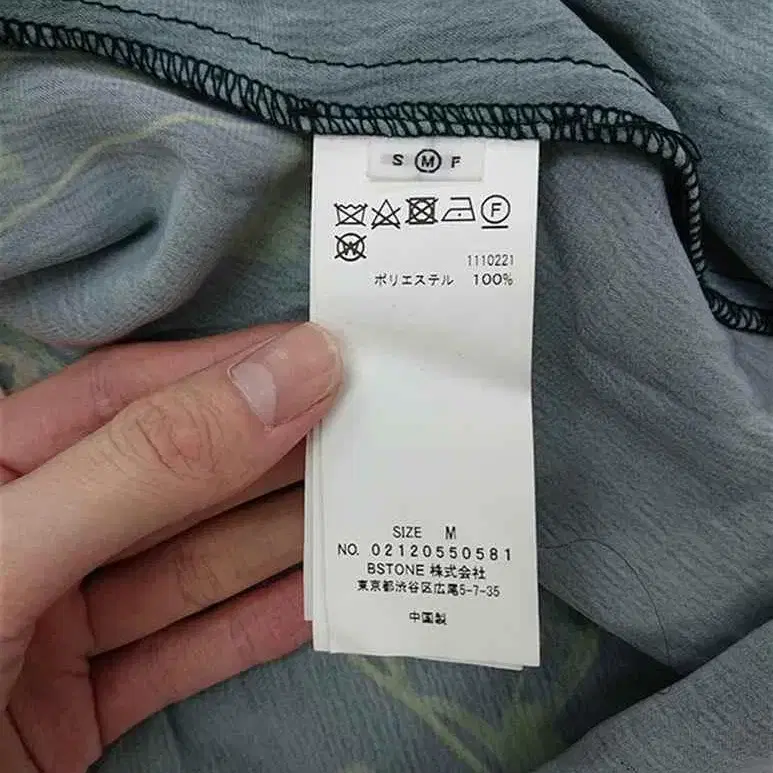 S M F
F
W
1110221
ポリエステル 100%
SIZE M
NO. 02120550581
BSTONE 株式会社
東京都渋谷区広尾5-7-35
中国製